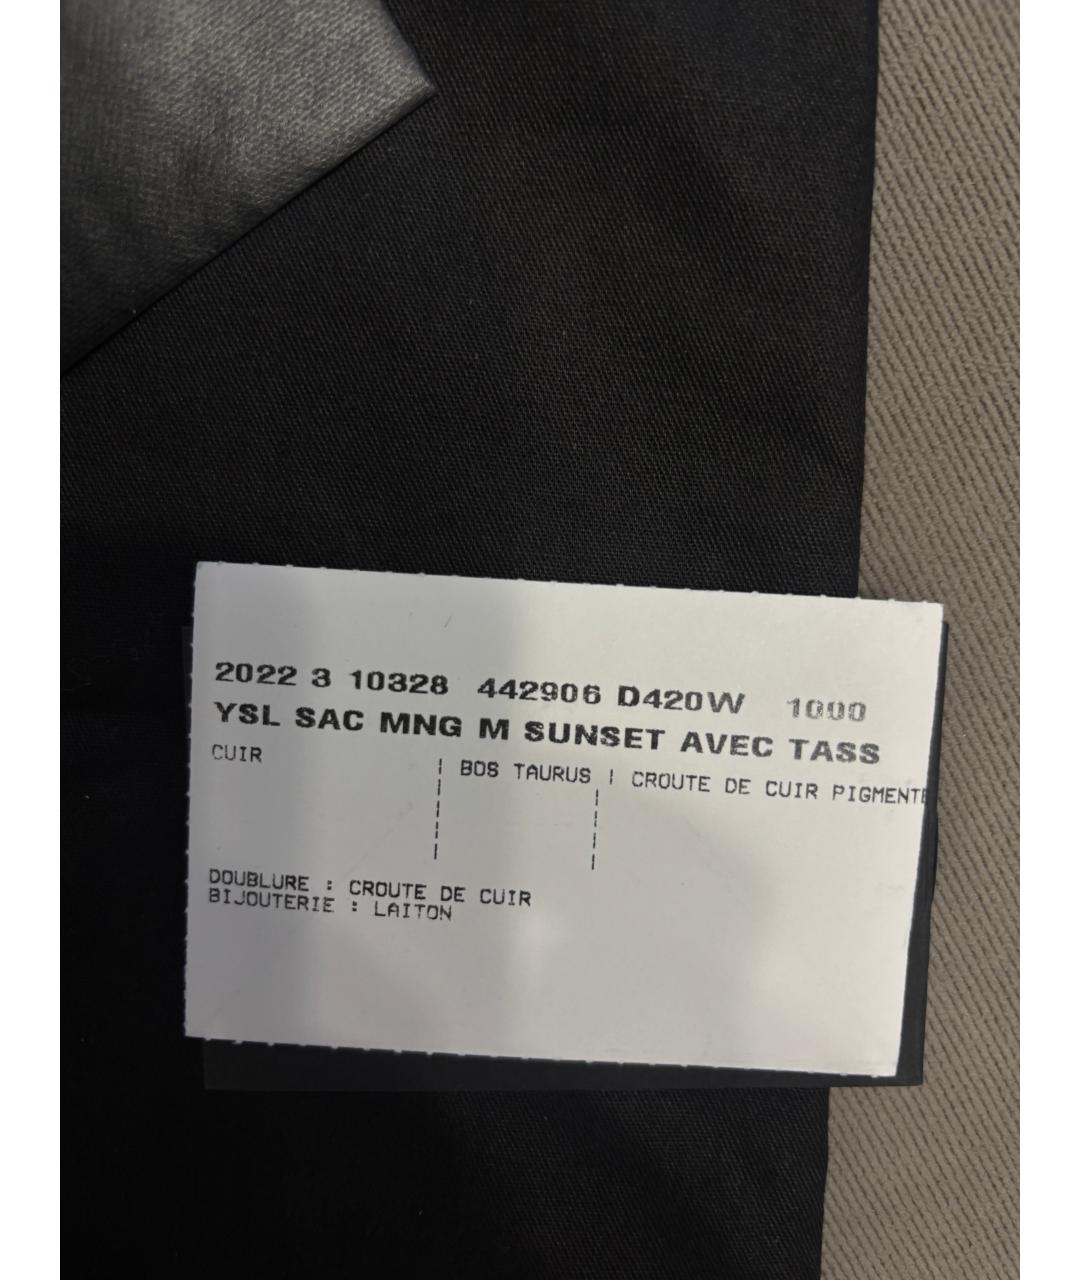 2022 3 10328 442906 D420W 1000
YSL SAC MNG M SUNSET AVEC TASS
CUIR | BOS TAURUS | CROUTE DE CUIR PIGMENTE
DOUBLURE : CROUTE DE CUIR
BIJOUTERIE : LAITON